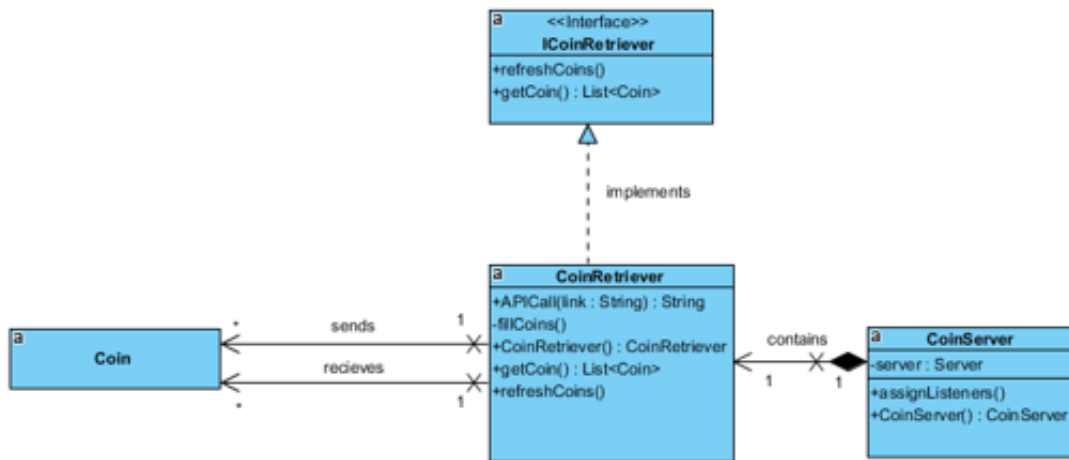 a
<<Interface>>
ICoinRetriever
+refreshCoins()
+getCoin() : List<Coin>
implements
a
CoinRetriever
+APICall(link : String) : String
-fillCoins()
+CoinRetriever() : CoinRetriever
+getCoin() : List<Coin>
+refreshCoins()
a
Coin
*
sends
1
*
recieves
1
contains
1
1
a
CoinServer
-server : Server
+assignListeners()
+CoinServer() : CoinServer